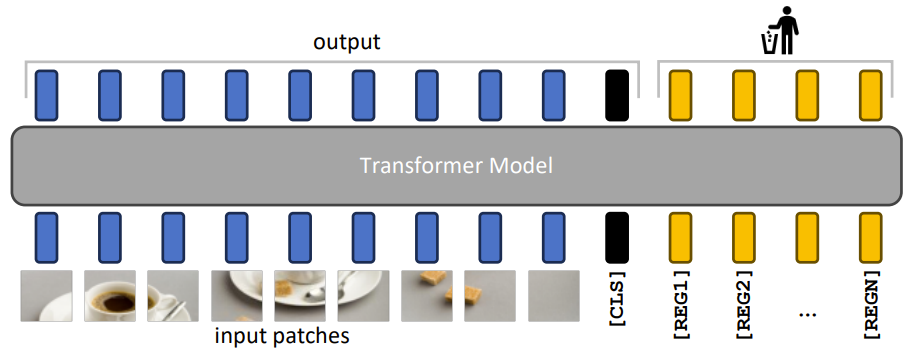 output
Transformer Model
[CLS]
[REG1]
[REG2]
...
[REGN]
input patches